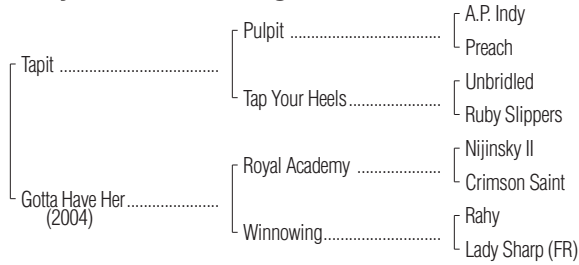 A.P. Indy
Pulpit ..............................
Preach
Tapit ......................................
Unbridled
Tap Your Heels......................
Ruby Slippers
Nijinsky II
Royal Academy ....................
Crimson Saint
Gotta Have Her......................
(2004)
Rahy
Winnowing............................
Lady Sharp (FR)